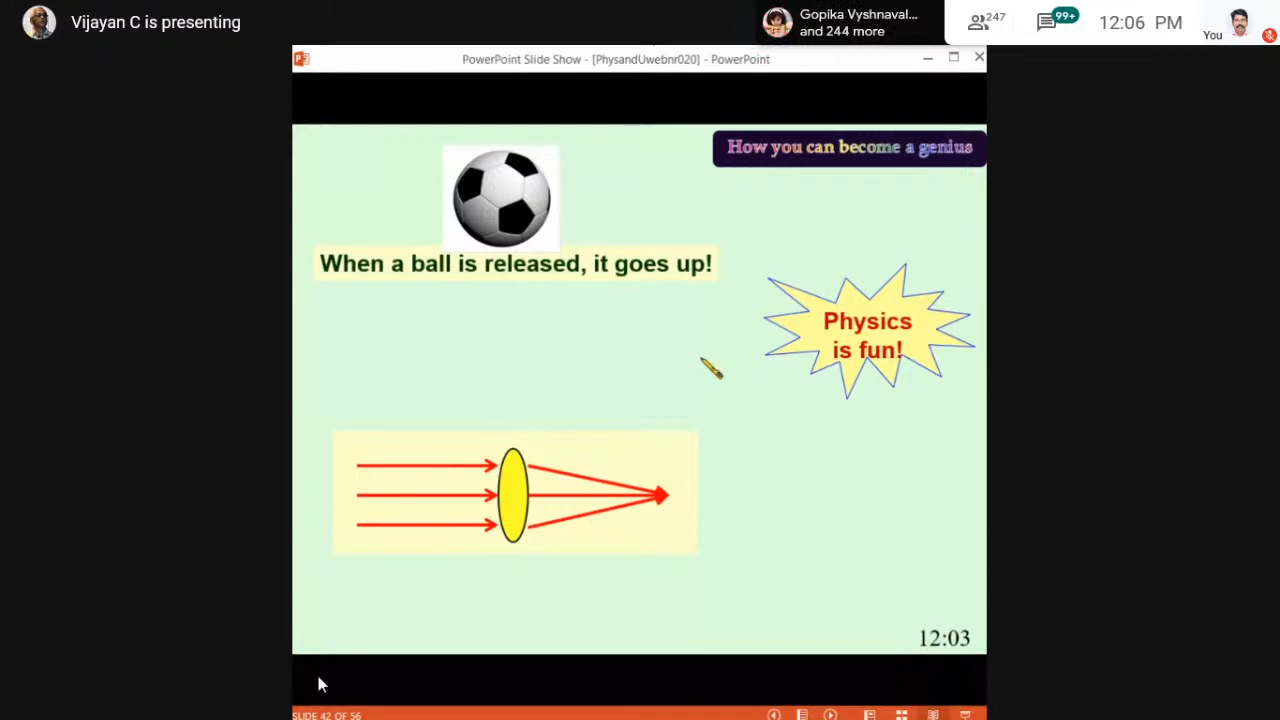 Vijayan C is presenting
Gopika Vyshnaval...
and 244 more
247
99+
12:06 PM
You
PowerPoint Slide Show - [PhysandUwebnr020] - PowerPoint
How you can become a genius
When a ball is released, it goes up!
Physics
is fun!
12:03
SLIDE 42 OF 56